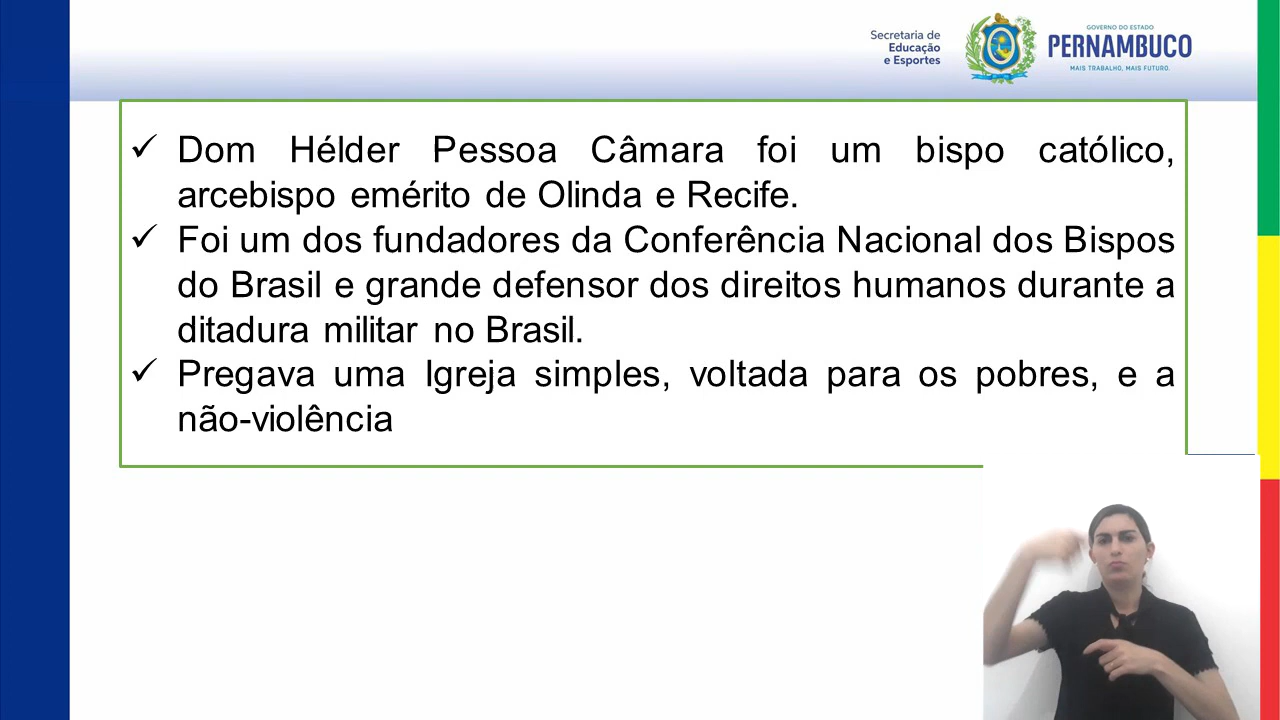 Secretaria de
Educação
e Esportes
GOVERNO DO ESTADO
PERNAMBUCO
MAIS TRABALHO, MAIS FUTURO.
✓ Dom Hélder Pessoa Câmara foi um bispo católico,
arcebispo emérito de Olinda e Recife.
✓ Foi um dos fundadores da Conferência Nacional dos Bispos
do Brasil e grande defensor dos direitos humanos durante a
ditadura militar no Brasil.
✓ Pregava uma Igreja simples, voltada para os pobres, e a
não-violência